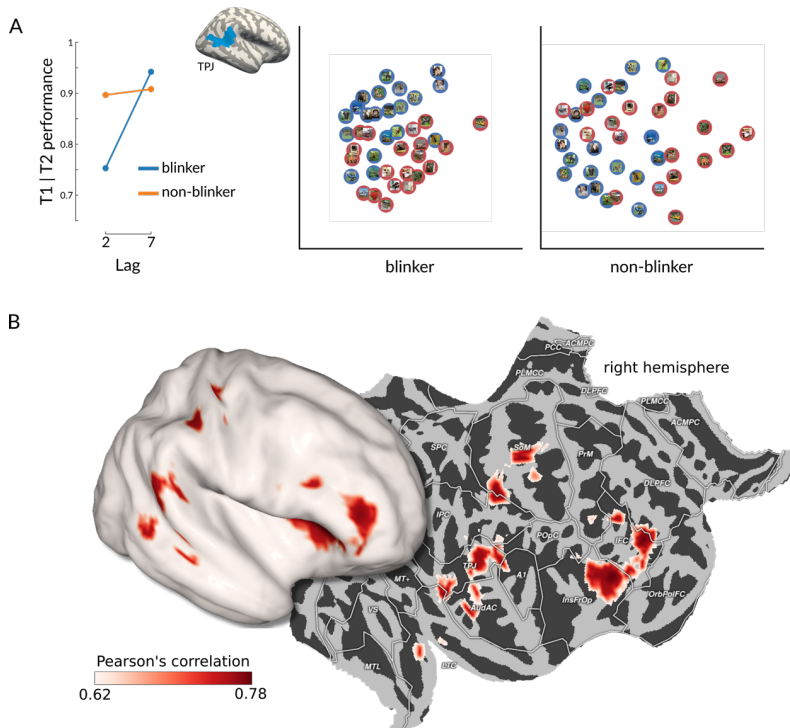 A
T1 | T2 performance
1
0.9
0.8
0.7
2
7
Lag
blinker
non-blinker
TPJ
blinker
non-blinker
B
right hemisphere
PCC
ACMPC
PLMCC
DLPFC
PLMCC
ACMPC
SPC
SoM
PrM
DLPFC
IPC
POpC
IFC
TPJ
A1
MT+
InsFrOp
OrbPolFC
AudAC
VS
MTL
LTC
Pearson's correlation
0.62
0.78